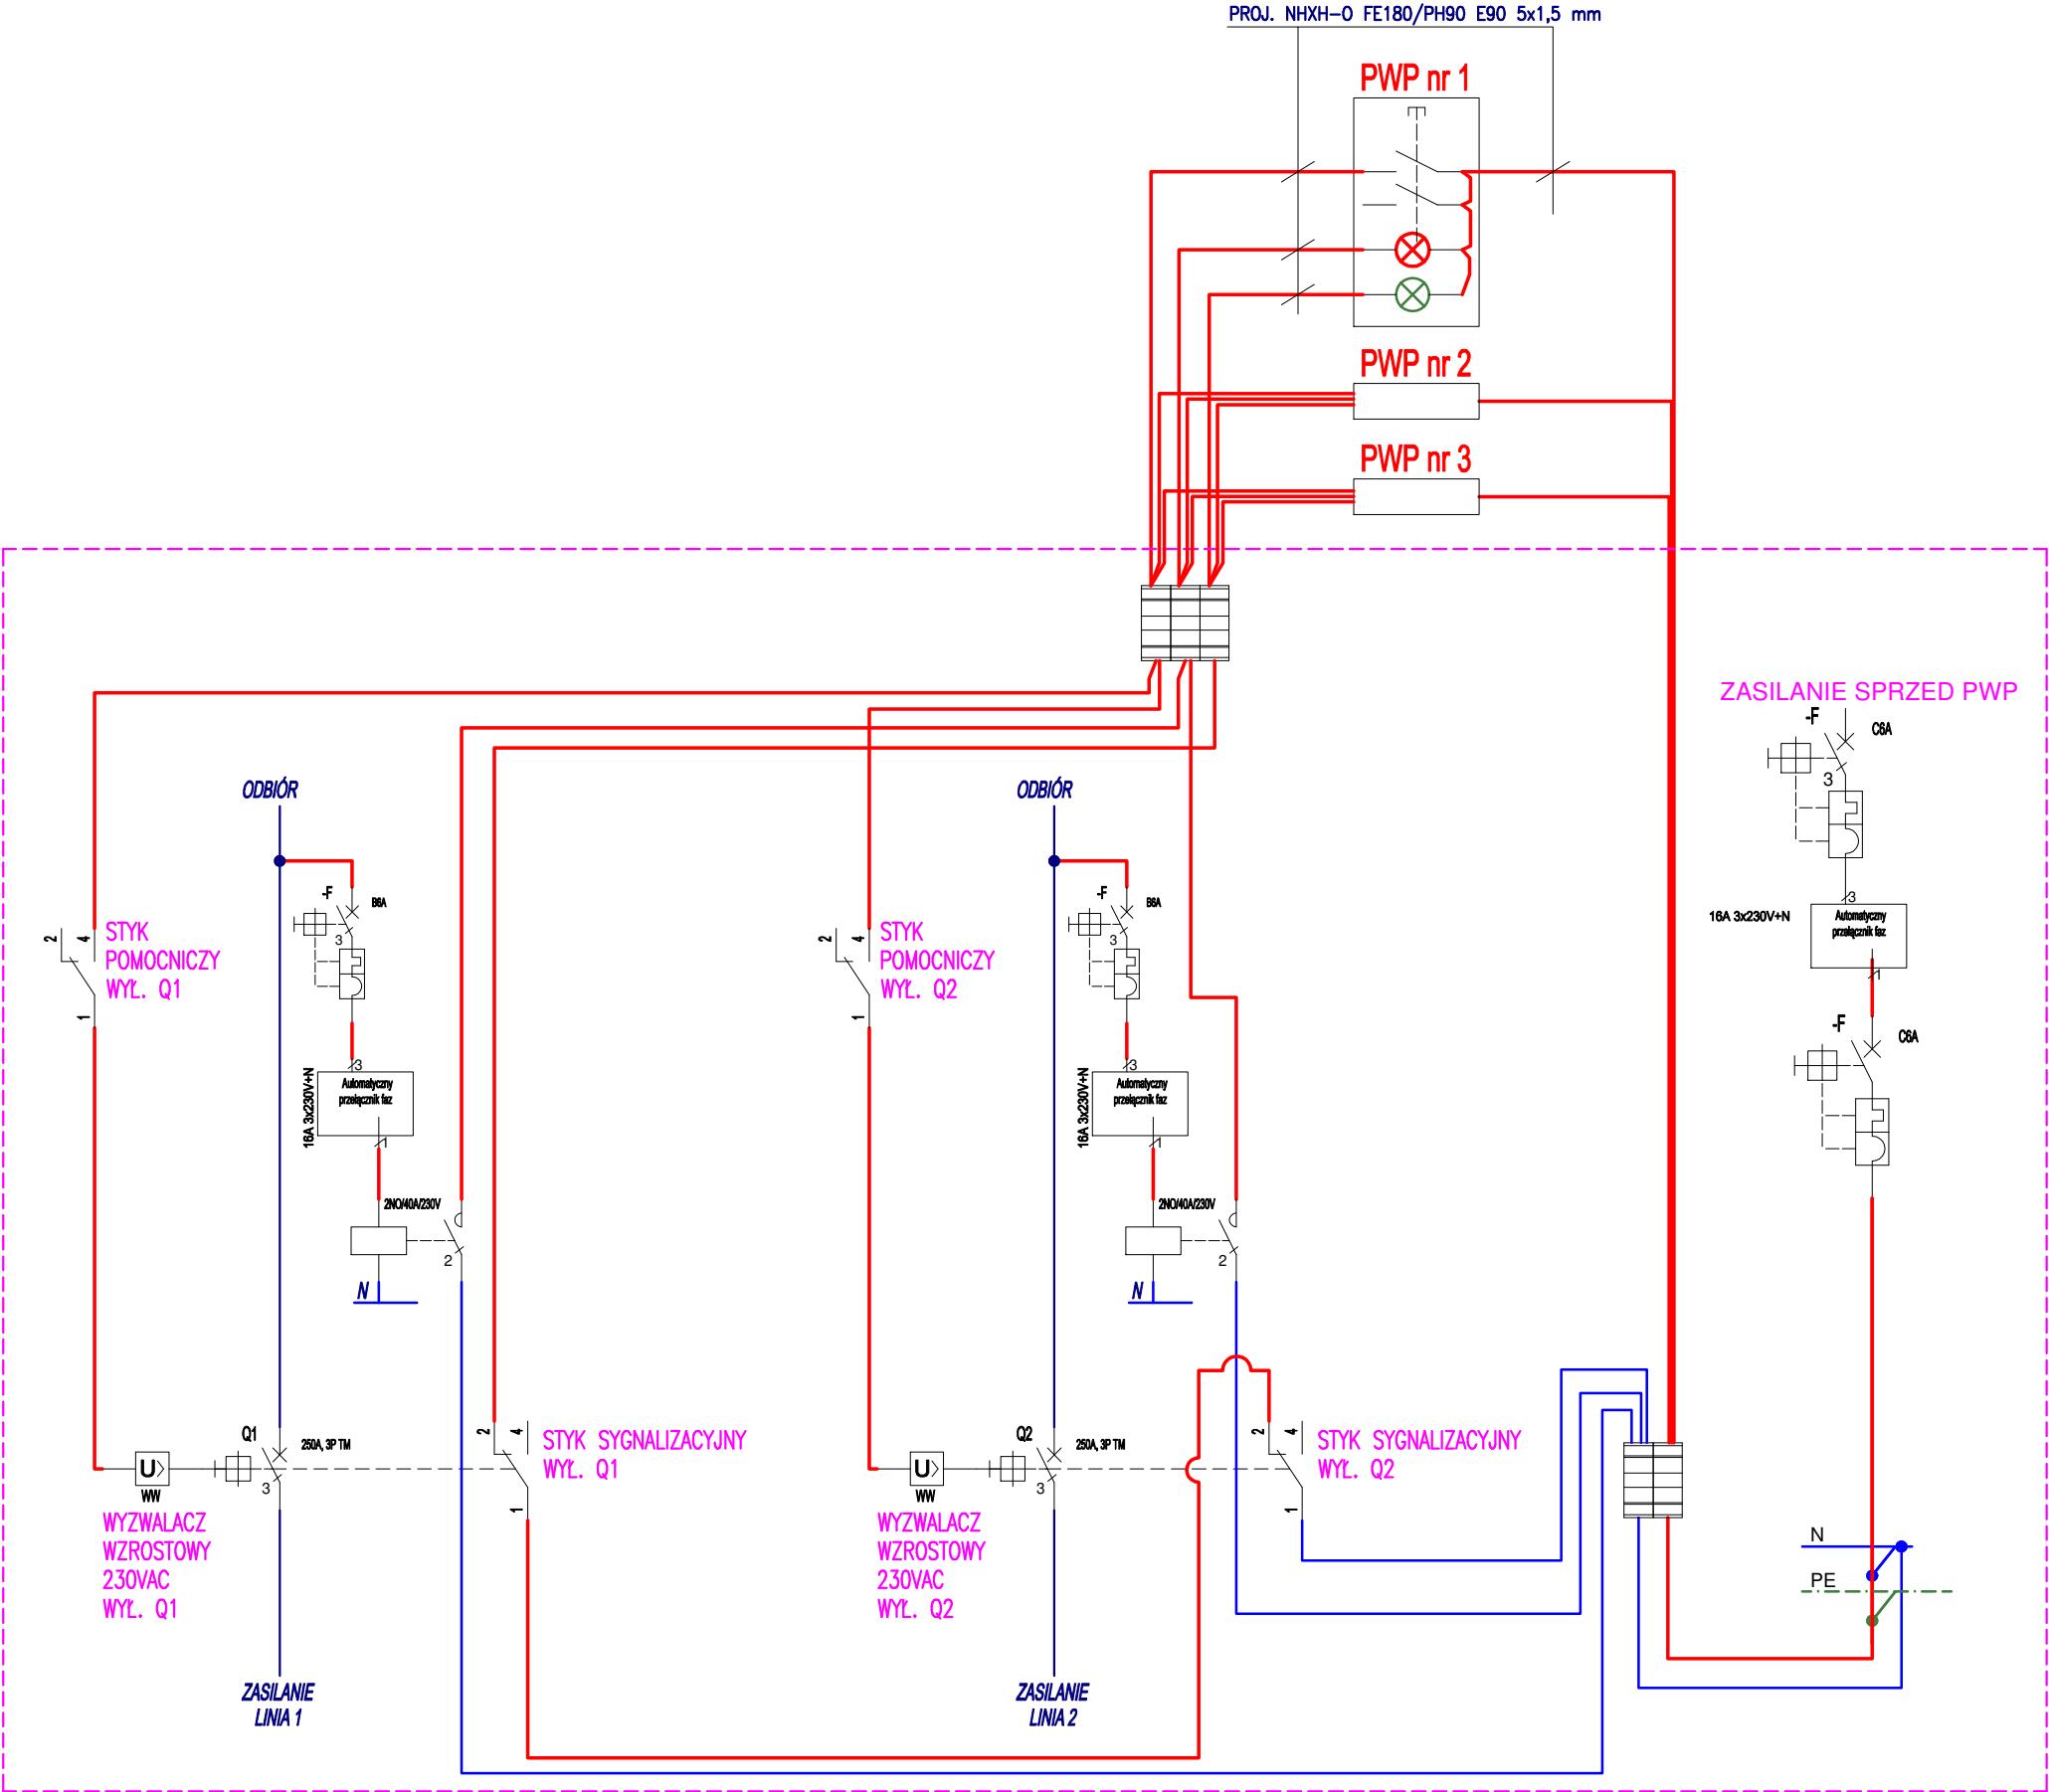 PROJ. NHXH-O FE180/PH90 E90 5x1,5 mm
PWP nr 1
PWP nr 2
PWP nr 3
ZASILANIE SPRZED PWP
-F
C6A
3
3
16A 3x230V+N
Automatyczny
przełącznik faz
1
-F
C6A
ODBIÓR
-F
B6A
3
2
4
STYK
POMOCNICZY
WYŁ. Q1
1
3
16A 3x230V+N
Automatyczny
przełącznik faz
1
2NO/40A/230V
2
N
Q1
250A, 3P TM
3
U>
WW
WYZWALACZ
WZROSTOWY
230VAC
WYŁ. Q1
2
4
STYK SYGNALIZACYJNY
WYŁ. Q1
1
ZASILANIE
LINIA 1
ODBIÓR
-F
B6A
3
2
4
STYK
POMOCNICZY
WYŁ. Q2
1
3
16A 3x230V+N
Automatyczny
przełącznik faz
1
2NO/40A/230V
2
N
Q2
250A, 3P TM
3
U>
WW
WYZWALACZ
WZROSTOWY
230VAC
WYŁ. Q2
2
4
STYK SYGNALIZACYJNY
WYŁ. Q2
1
ZASILANIE
LINIA 2
N
PE